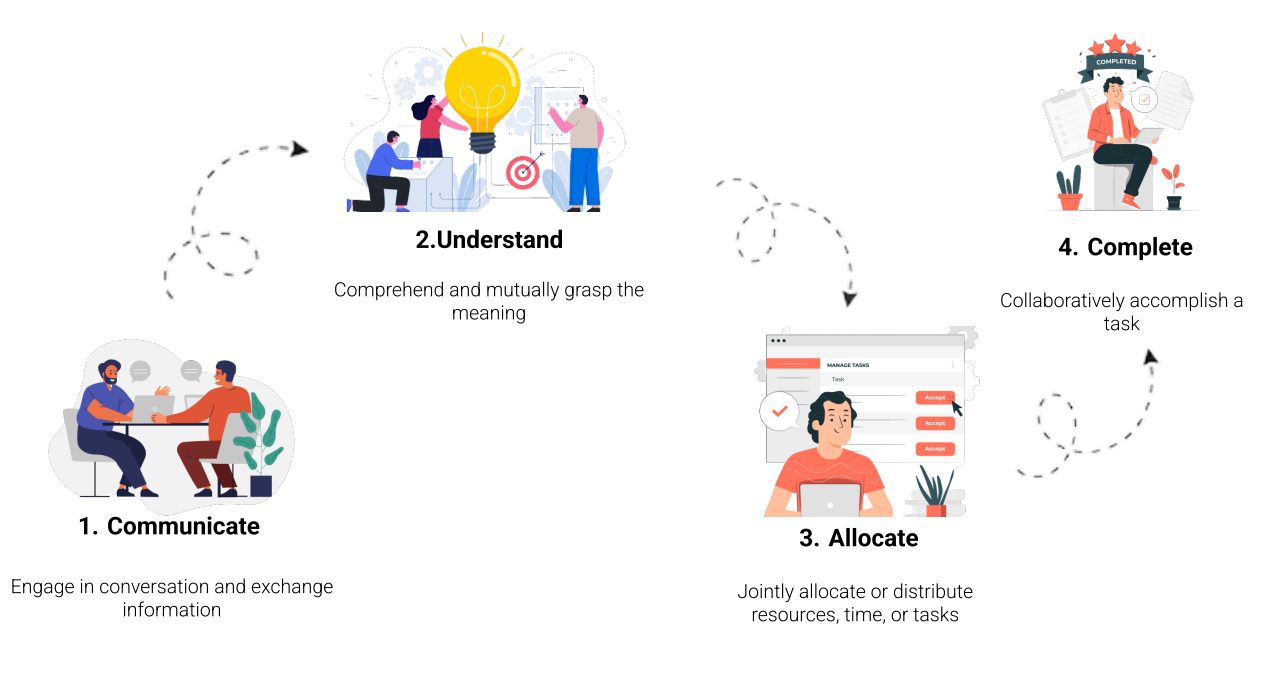 1. Communicate
Engage in conversation and exchange
information
2.Understand
Comprehend and mutually grasp the
meaning
MANAGE TASKS
Task
Accept
Accept
Accept
3. Allocate
Jointly allocate or distribute
resources, time, or tasks
COMPLETED
4. Complete
Collaboratively accomplish a
task